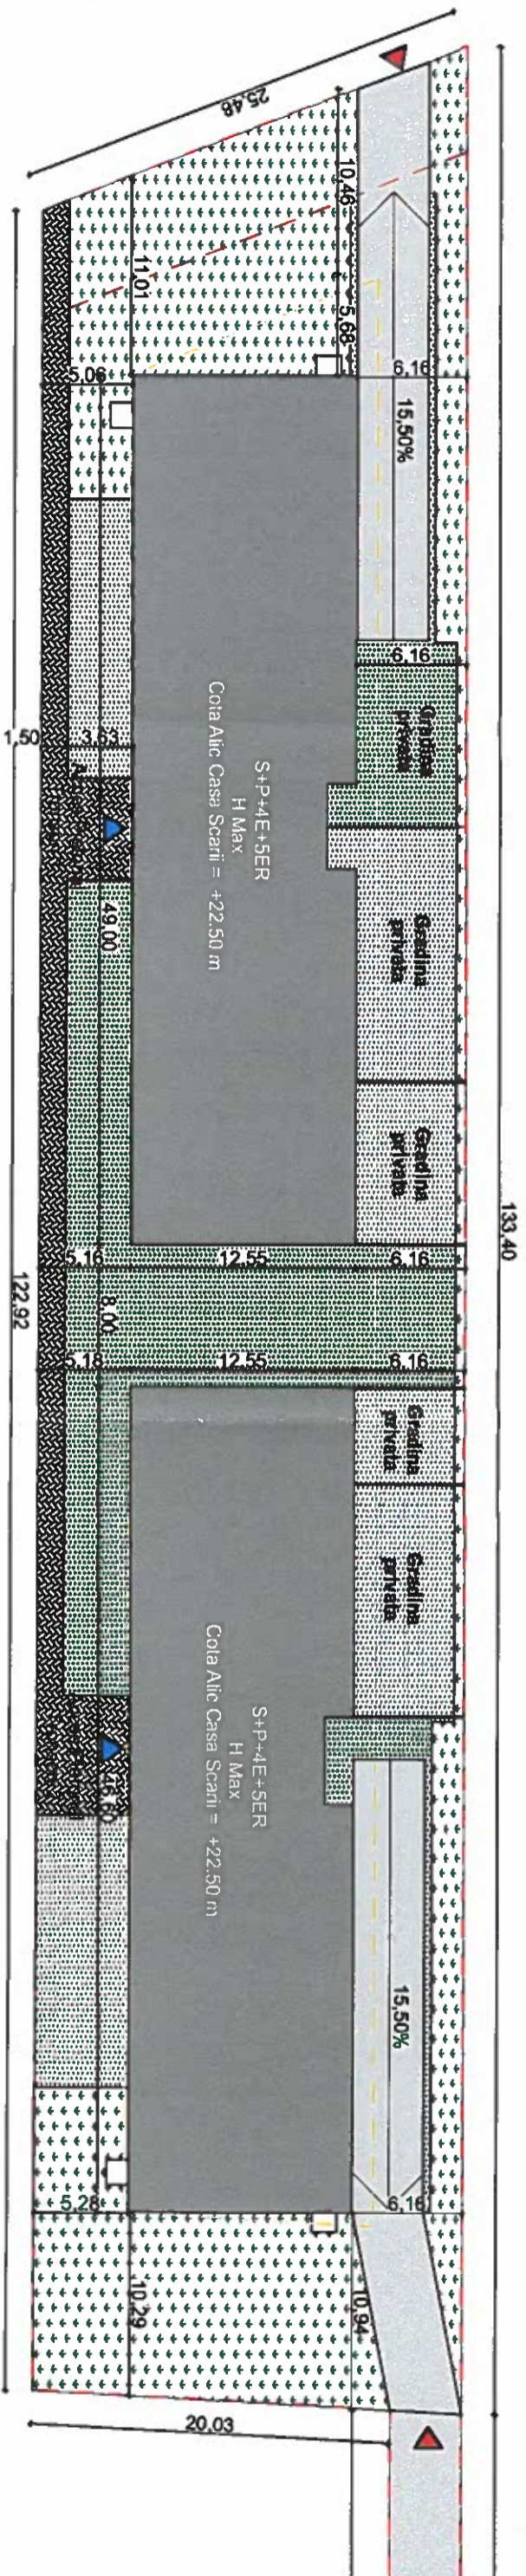 25.48
10,46
5,68
11,01
6,16
5,06
15,50%
6,16
Gradina
privata
S+P+4E+5ER
H Max
Cota Atic Casa Scarii = +22.50 m
1,50
3,63
49,00
Gradina
privata
Gradina
privata
133,40
5,16
12,55
6,16
8,00
122,92
5,18
12,55
6,16
Gradina
privata
Gradina
privata
S+P+4E+5ER
H Max
Cota Atic Casa Scarii = +22.50 m
15,50%
5,28
6,16
10,29
10,94
20,03